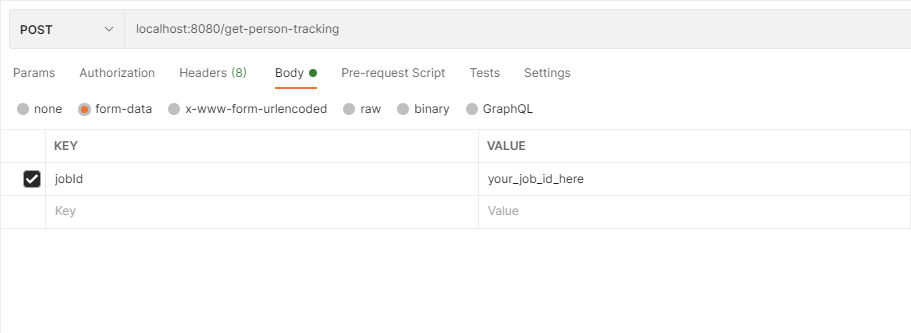 POST localhost:8080/get-person-tracking
Params Authorization Headers (8) Body Pre-request Script Tests Settings
none form-data x-www-form-urlencoded raw binary GraphQL
KEY VALUE
jobId your_job_id_here
Key Value